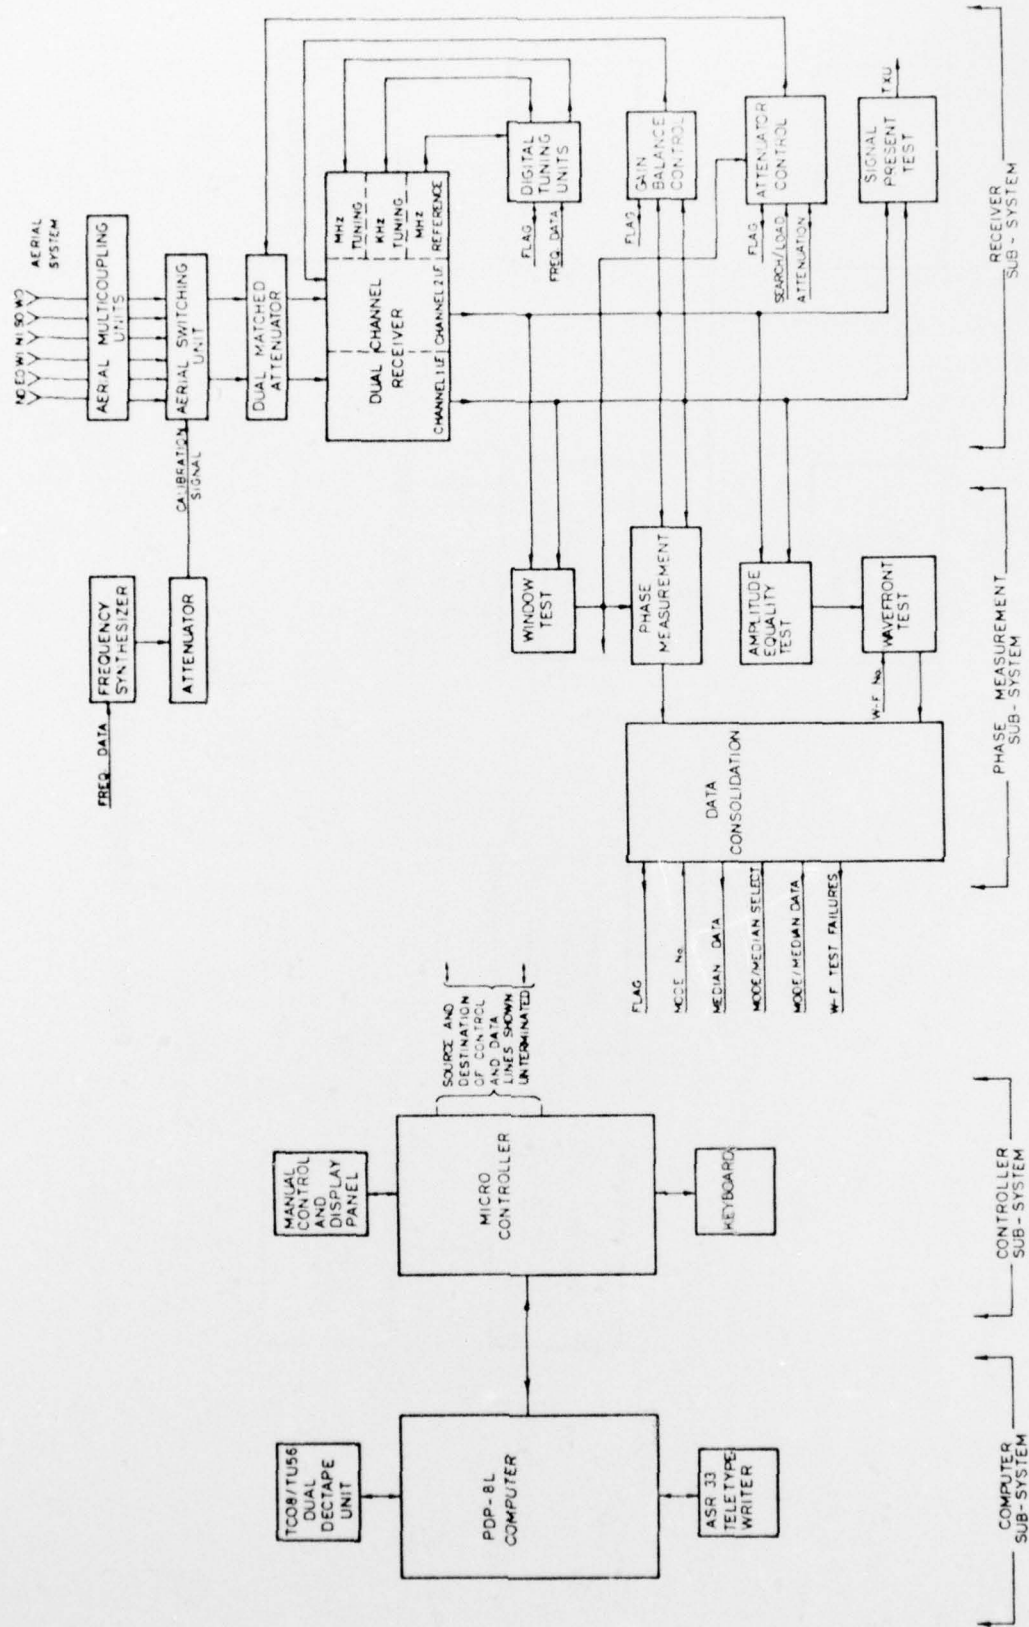 AERIAL
SYSTEM
NO EO WI NI SO WO
AERIAL MULTICOUPLING
UNITS
AERIAL SWITCHING
UNIT
CALIBRATION
SIGNAL
DUAL MATCHED
ATTENUATOR
DUAL CHANNEL
RECEIVER
CHANNEL 1 I.F.
CHANNEL 2 I.F.
MHz
TUNING
KHz
TUNING
MHz
REFERENCE
FREQ. DATA
FREQUENCY
SYNTHESIZER
ATTENUATOR
DIGITAL
TUNING
UNITS
FLAG
FREQ. DATA
GAIN
BALANCE
CONTROL
FLAG
ATTENUATOR
CONTROL
FLAG
SEARCH/LOAD
ATTENUATION
SIGNAL
PRESENT
TEST
TXU
WINDOW
TEST
PHASE
MEASUREMENT
AMPLITUDE
EQUALITY
TEST
WAVEFRONT
TEST
W-F No.
DATA
CONSOLIDATION
FLAG
MODE No.
MEDIAN DATA
MODE/MEDIAN SELECT
MODE/MEDIAN DATA
W-F TEST FAILURES
SOURCE AND
DESTINATION
OF CONTROL
AND DATA
LINES SHOWN
UNTERMINATED
MANUAL
CONTROL
AND
DISPLAY
PANEL
MICRO
CONTROLLER
KEYBOARD
TC08/TU56
DUAL
DECTAPE
UNIT
PDP-8L
COMPUTER
ASR 33
TELETYPE
WRITER
COMPUTER
SUB-SYSTEM
CONTROLLER
SUB-SYSTEM
PHASE MEASUREMENT
SUB-SYSTEM
RECEIVER
SUB-SYSTEM